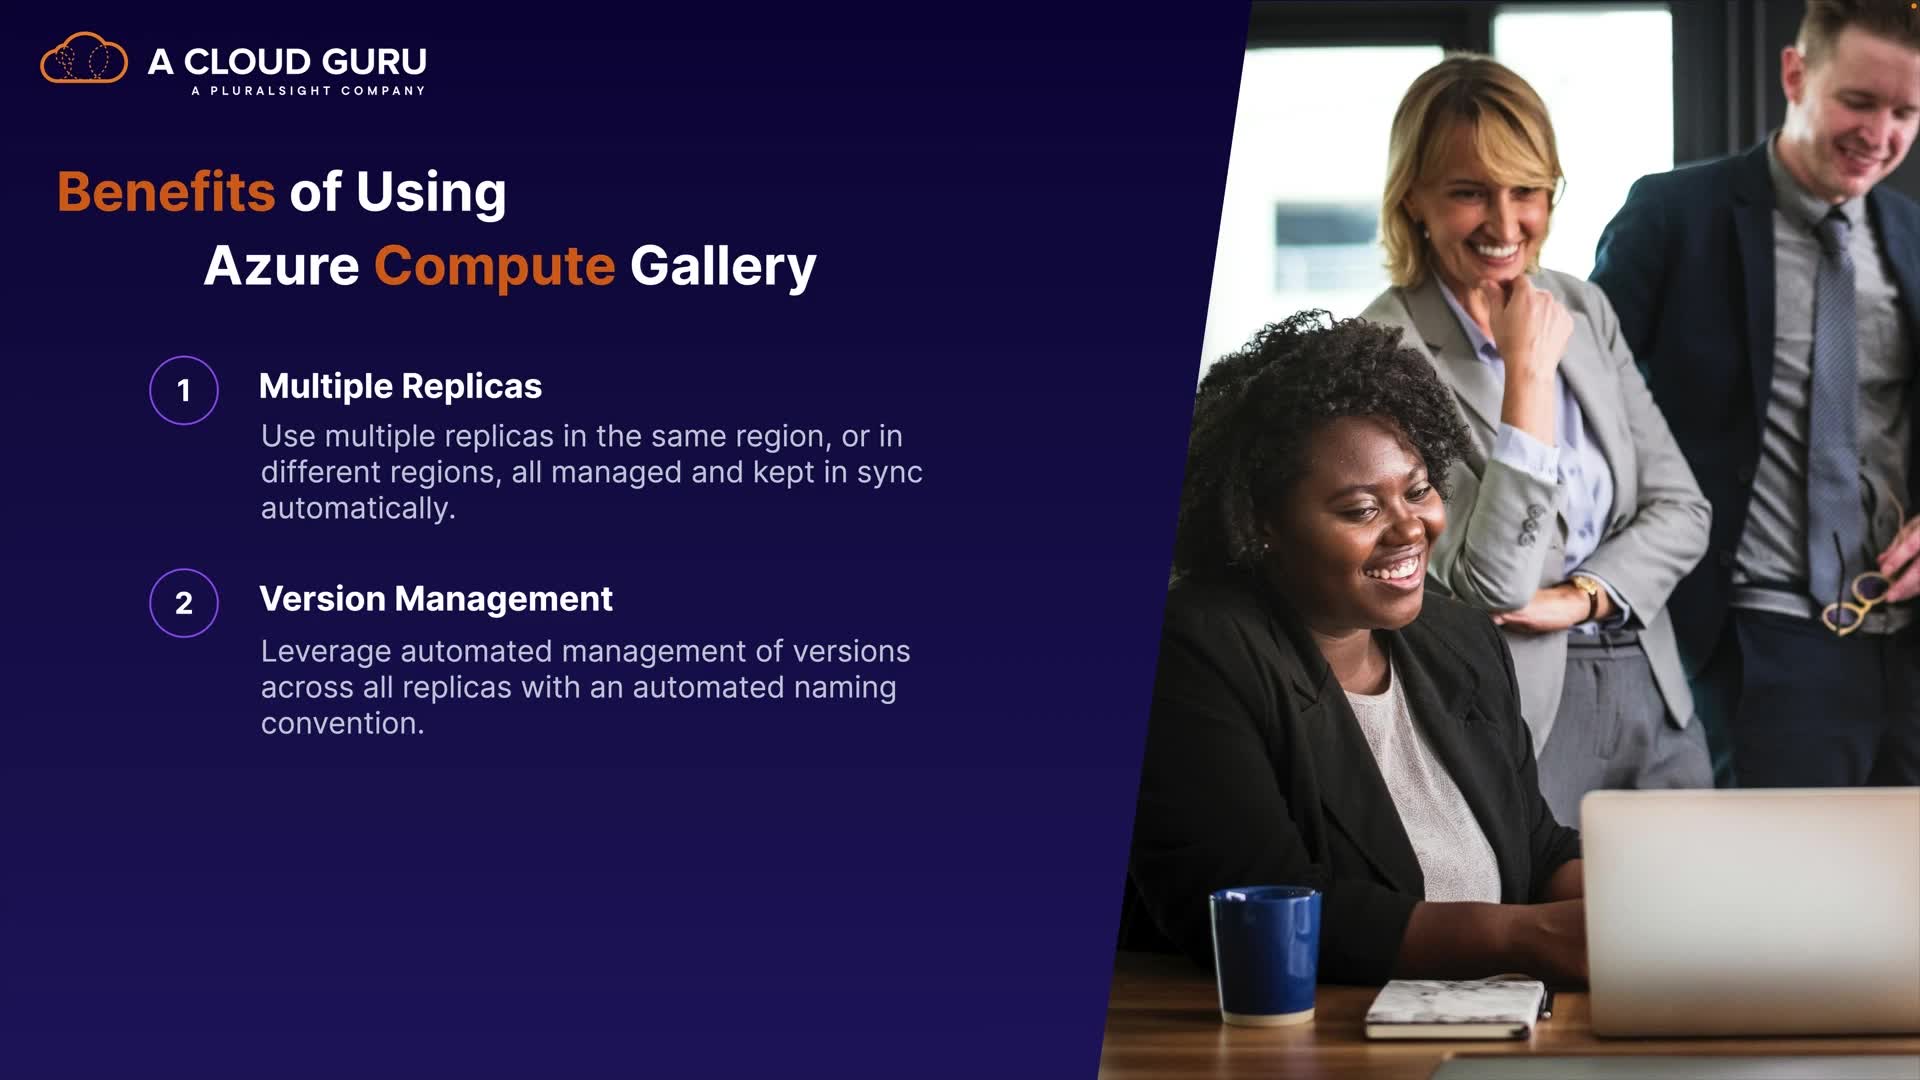 A CLOUD GURU
A PLURALSIGHT COMPANY
Benefits of Using
Azure Compute Gallery
1
Multiple Replicas
Use multiple replicas in the same region, or in
different regions, all managed and kept in sync
automatically.
2
Version Management
Leverage automated management of versions
across all replicas with an automated naming
convention.